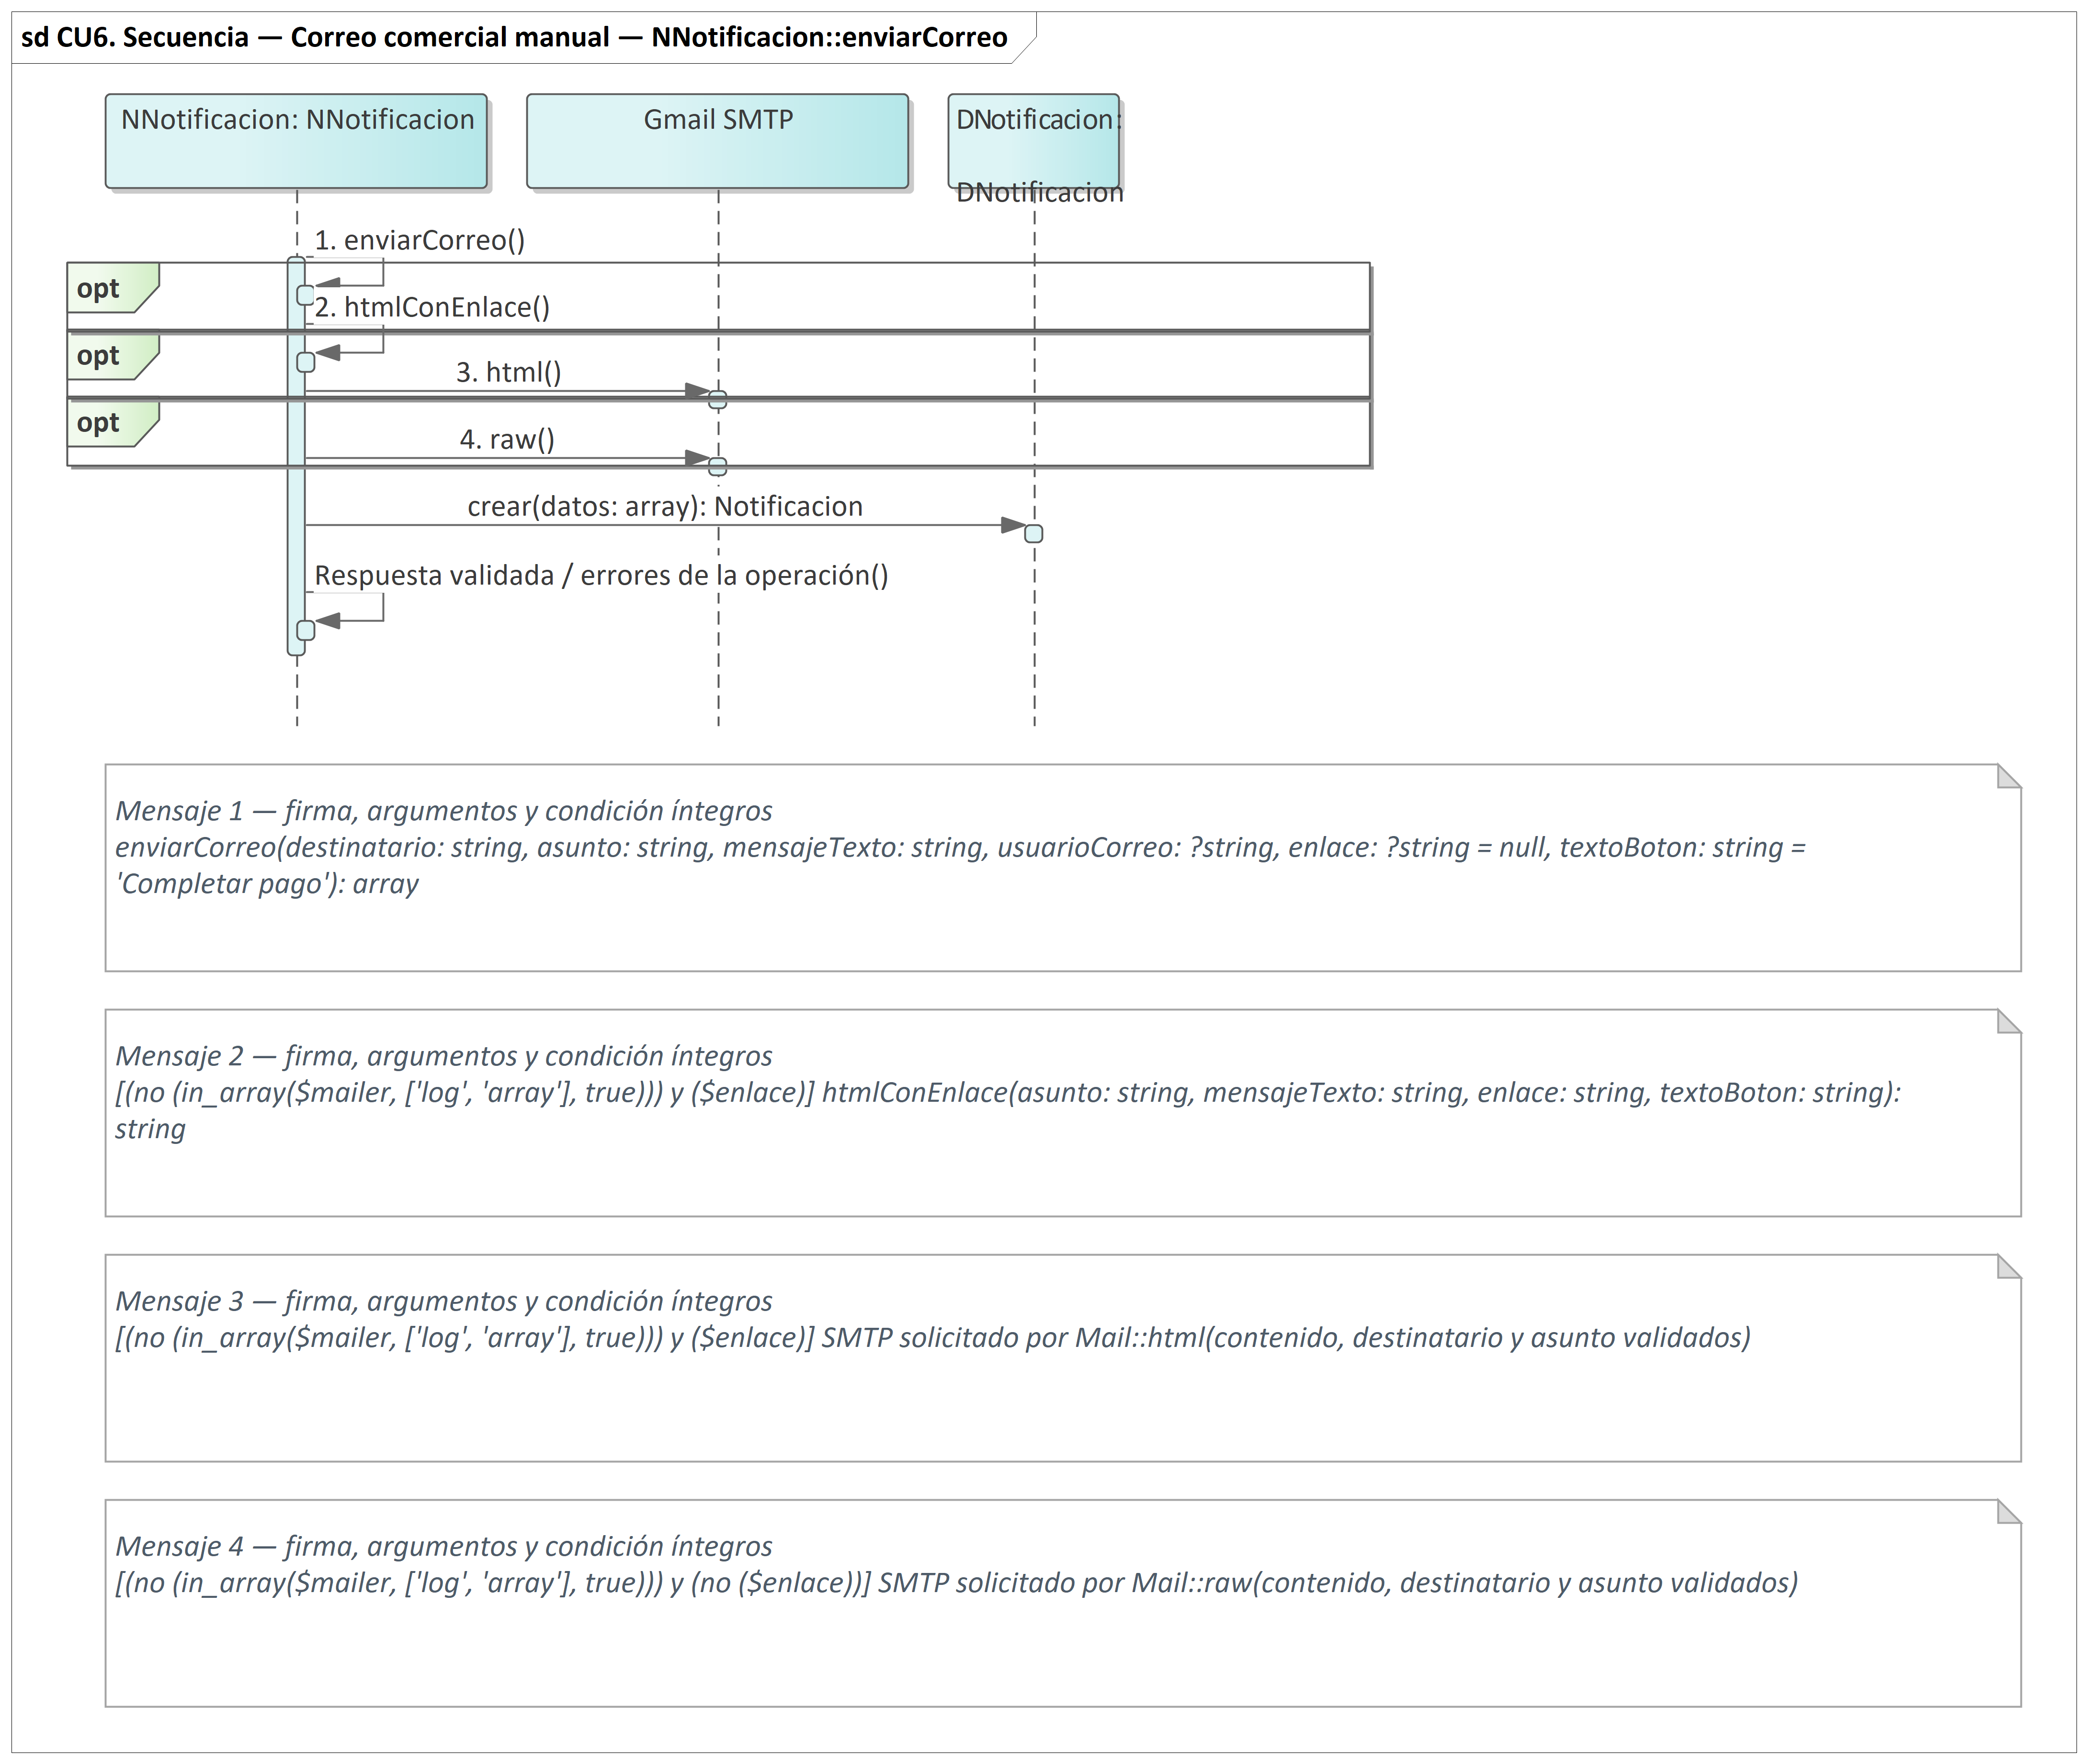 sd CU6. Secuencia — Correo comercial manual — NNotificacion::enviarCorreo
NNotificacion: NNotificacion
Gmail SMTP
DNotificacion:
DNotificacion
1. enviarCorreo()
opt
2. htmlConEnlace()
opt
3. html()
opt
4. raw()
crear(datos: array): Notificacion
Respuesta validada / errores de la operación()
Mensaje 1 — firma, argumentos y condición íntegros
enviarCorreo(destinatario: string, asunto: string, mensajeTexto: string, usuarioCorreo: ?string, enlace: ?string = null, textoBoton: string =
'Completar pago'): array
Mensaje 2 — firma, argumentos y condición íntegros
[(no (in_array($mailer, ['log', 'array'], true))) y ($enlace)] htmlConEnlace(asunto: string, mensajeTexto: string, enlace: string, textoBoton: string):
string
Mensaje 3 — firma, argumentos y condición íntegros
[(no (in_array($mailer, ['log', 'array'], true))) y ($enlace)] SMTP solicitado por Mail::html(contenido, destinatario y asunto validados)
Mensaje 4 — firma, argumentos y condición íntegros
[(no (in_array($mailer, ['log', 'array'], true))) y (no ($enlace))] SMTP solicitado por Mail::raw(contenido, destinatario y asunto validados)